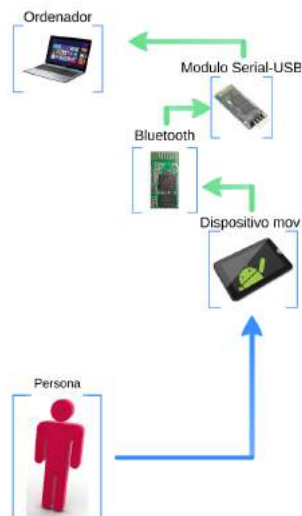 Ordenador
Modulo Serial-USB
Bluetooth
Dispositivo mov
Persona